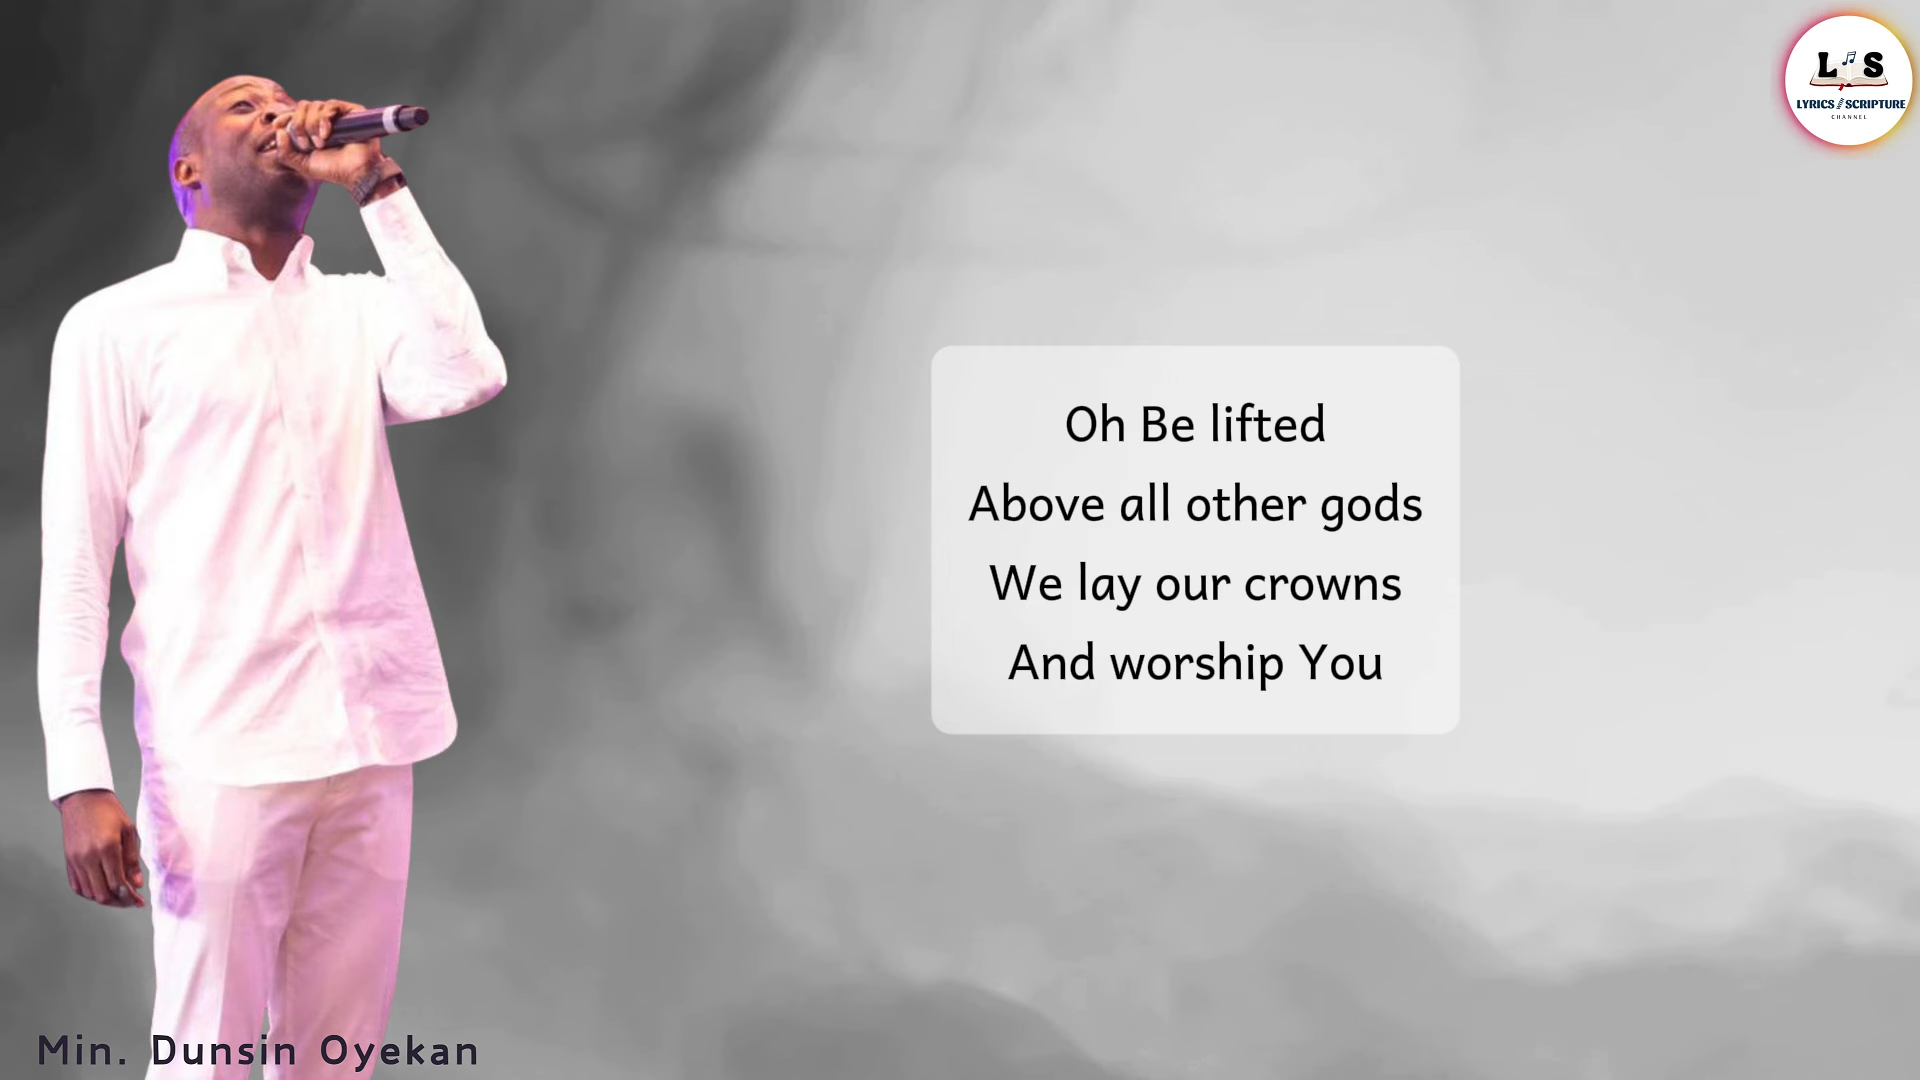 L S
LYRICS SCRIPTURE
CHANNEL
Oh Be lifted
Above all other gods
We lay our crowns
And worship You
Min. Dunsin Oyekan